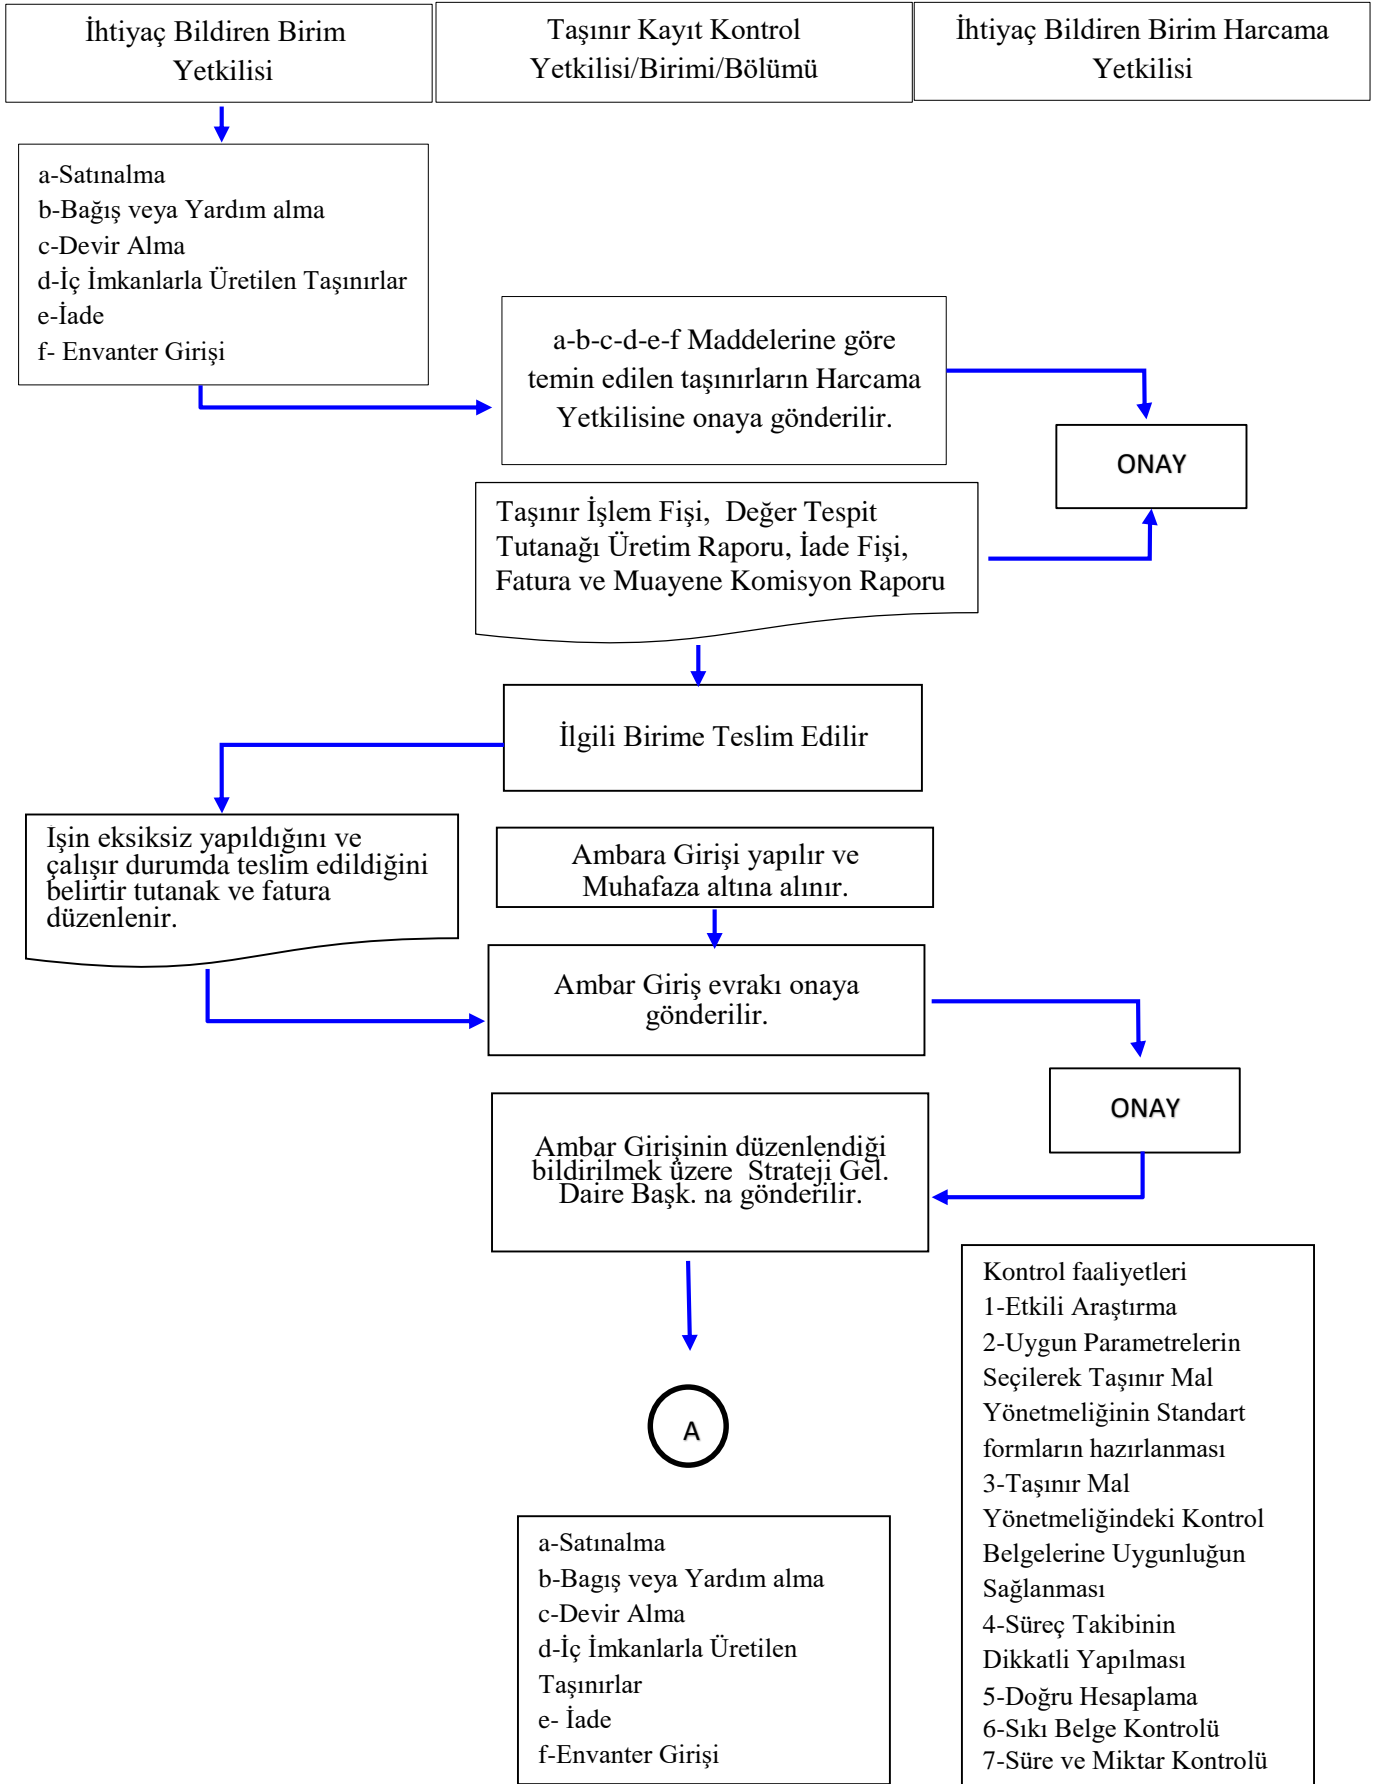 İhtiyaç Bildiren Birim
Yetkilisi
Taşınır Kayıt Kontrol
Yetkilisi/Birimi/Bölümü
İhtiyaç Bildiren Birim Harcama
Yetkilisi
a-Satınalma
b-Bağış veya Yardım alma
c-Devir Alma
d-İç İmkanlarla Üretilen Taşınırlar
e-İade
f- Envanter Girişi
a-b-c-d-e-f Maddelerine göre
temin edilen taşınırların Harcama
Yetkilisine onaya gönderilir.
ONAY
Taşınır İşlem Fişi, Değer Tespit
Tutanağı Üretim Raporu, İade Fişi,
Fatura ve Muayene Komisyon Raporu
İlgili Birime Teslim Edilir
İşin eksiksiz yapıldığını ve
çalışır durumda teslim edildiğini
belirtir tutanak ve fatura
düzenlenir.
Ambara Girişi yapılır ve
Muhafaza altına alınır.
Ambar Giriş evrakı onaya
gönderilir.
ONAY
Ambar Girişinin düzenlendiği
bildirilmek üzere Strateji Gel.
Daire Başk. na gönderilir.
A
a-Satınalma
b-Bagış veya Yardım alma
c-Devir Alma
d-İç İmkanlarla Üretilen
Taşınırlar
e- İade
f-Envanter Girişi
Kontrol faaliyetleri
1-Etkili Araştırma
2-Uygun Parametrelerin
Seçilerek Taşınır Mal
Yönetmeliğinin Standart
formların hazırlanması
3-Taşınır Mal
Yönetmeliğindeki Kontrol
Belgelerine Uygunluğun
Sağlanması
4-Süreç Takibinin
Dikkatli Yapılması
5-Doğru Hesaplama
6-Sıkı Belge Kontrolü
7-Süre ve Miktar Kontrolü